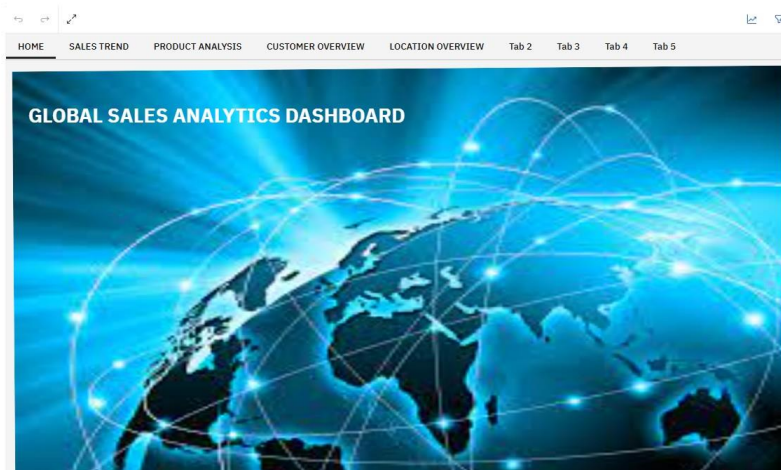 HOME SALES TREND PRODUCT ANALYSIS CUSTOMER OVERVIEW LOCATION OVERVIEW Tab 2 Tab 3 Tab 4 Tab 5
GLOBAL SALES ANALYTICS DASHBOARD